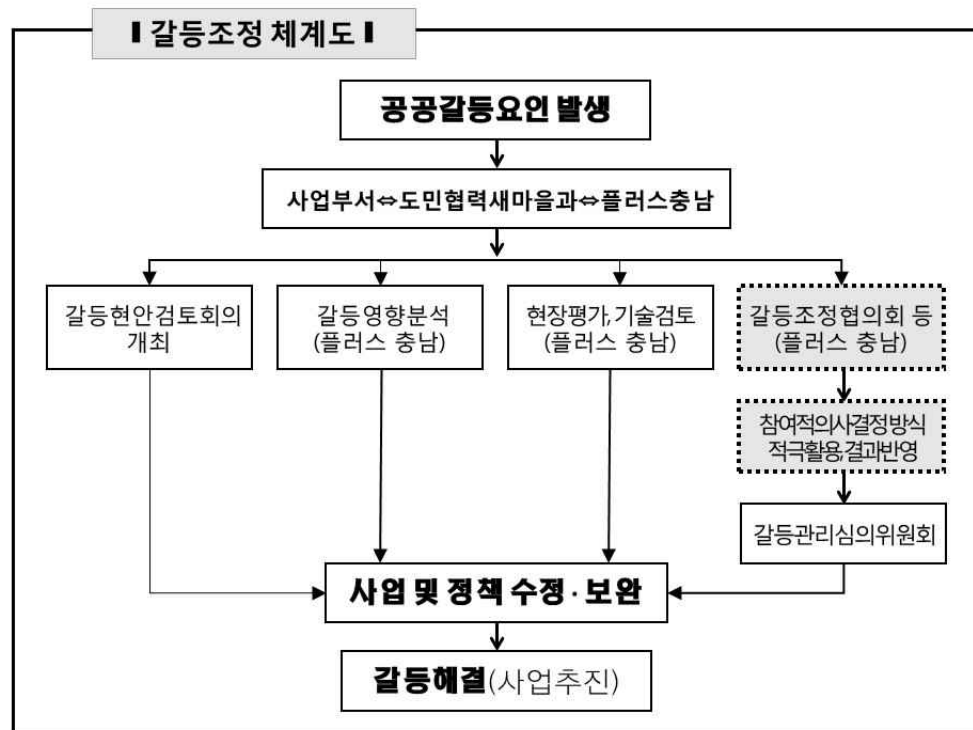 ▮ 갈등조정 체계도 ▮
공공갈등요인 발생
사업부서⇔도민협력새마을과⇔플러스충남
갈등현안검토회의
개최
갈등영향분석
(플러스 충남)
현장평가, 기술검토
(플러스 충남)
갈등조정협의회 등
(플러스 충남)
참여적의사결정방식
적극활용,결과반영
갈등관리심의위원회
사업 및 정책 수정 · 보완
갈등해결(사업추진)